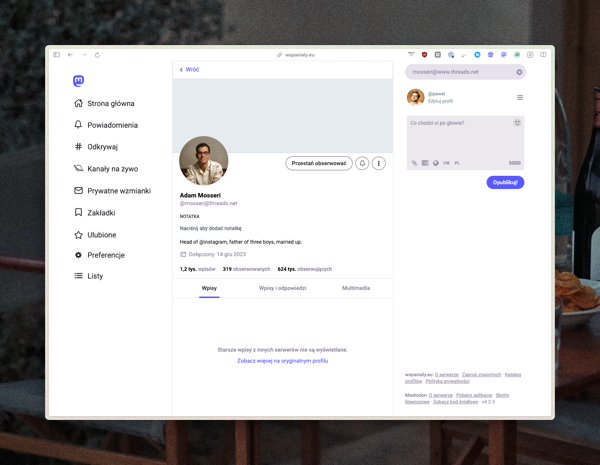 wspanialy.eu
Wróć
Strona główna
Powiadomienia
Odkrywaj
Kanały na żywo
Prywatne wzmianki
Zakładki
Ulubione
Preferencje
Listy
Przestań obserwować
Adam Mosseri
@mosseri@threads.net
NOTATKA
Naciśnij aby dodać notatkę
Head of @instagram, father of three boys, married up.
Dołączony 14 gru 2023
1,2 tys. wpisów 319 obserwowanych 624 tys. obserwujących
Wpisy Wpisy i odpowiedzi Multimedia
Starsze wpisy z innych serwerów nie są wyświetlane.
Zobacz więcej na oryginalnym profilu
mosseri@www.threads.net
@pawel
Edytuj profil
Co chodzi ci po głowie?
CW PL 5000
Opublikuj!
wspanialy.eu: O serwerze · Zaproś znajomych · Katalog
profilów · Polityka prywatności
Mastodon: O serwerze · Pobierz aplikację · Skróty
klawiszowe · Zobacz kod źródłowy · v4.2.3